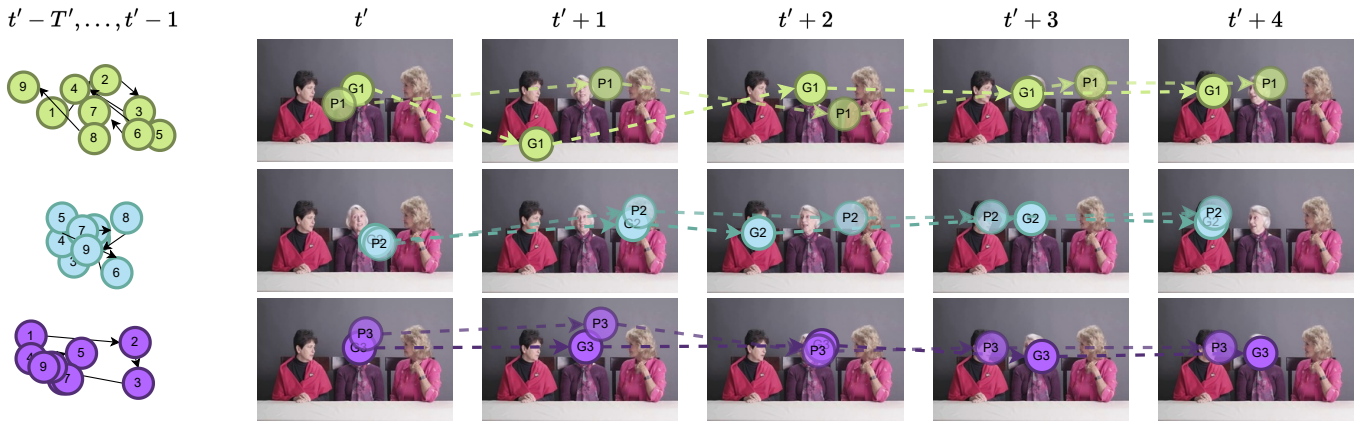 t′ − T′, . . . , t′ − 1
t′
t′ + 1
t′ + 2
t′ + 3
t′ + 4
9
4
2
1
7
3
8
6
5
G1
P1
P1
G1
G1
P1
G1
P1
G1
P1
5
7
8
4
9
3
6
P2
P2
G2
G2
P2
P2
G2
P2
G2
1
2
4
5
9
7
3
P3
G3
P3
G3
G3
P3
P3
G3
P3
G3